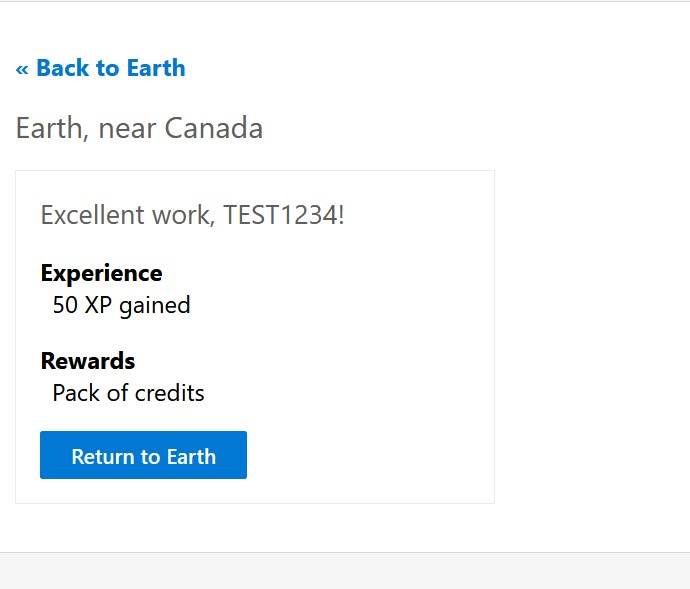 « Back to Earth
Earth, near Canada
Excellent work, TEST1234!
Experience
50 XP gained
Rewards
Pack of credits
Return to Earth